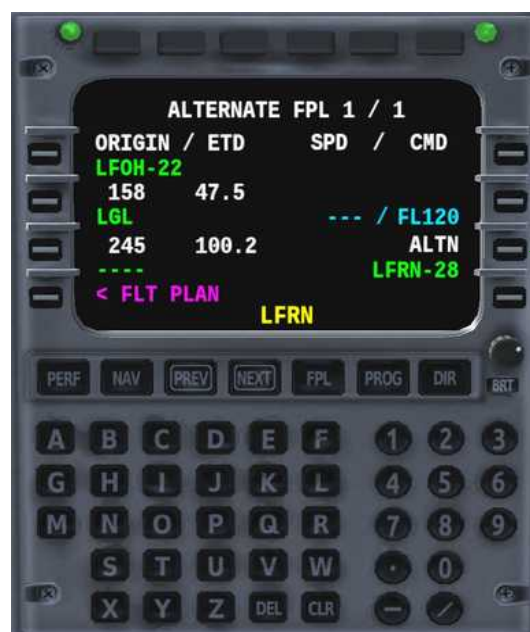 ALTERNATE FPL 1 / 1
ORIGIN / ETD SPD / CMD
LFOH-22
158 47.5
LGL --- / FL120
245 100.2 ALTN
---- LFRN-28
< FLT PLAN
LFRN
PERF NAV PREV NEXT FPL PROG DIR BRT
A B C D E F 1 2 3
G H I J K L 4 5 6
M N O P Q R 7 8 9
S T U V W . 0
X Y Z DEL CLR - /